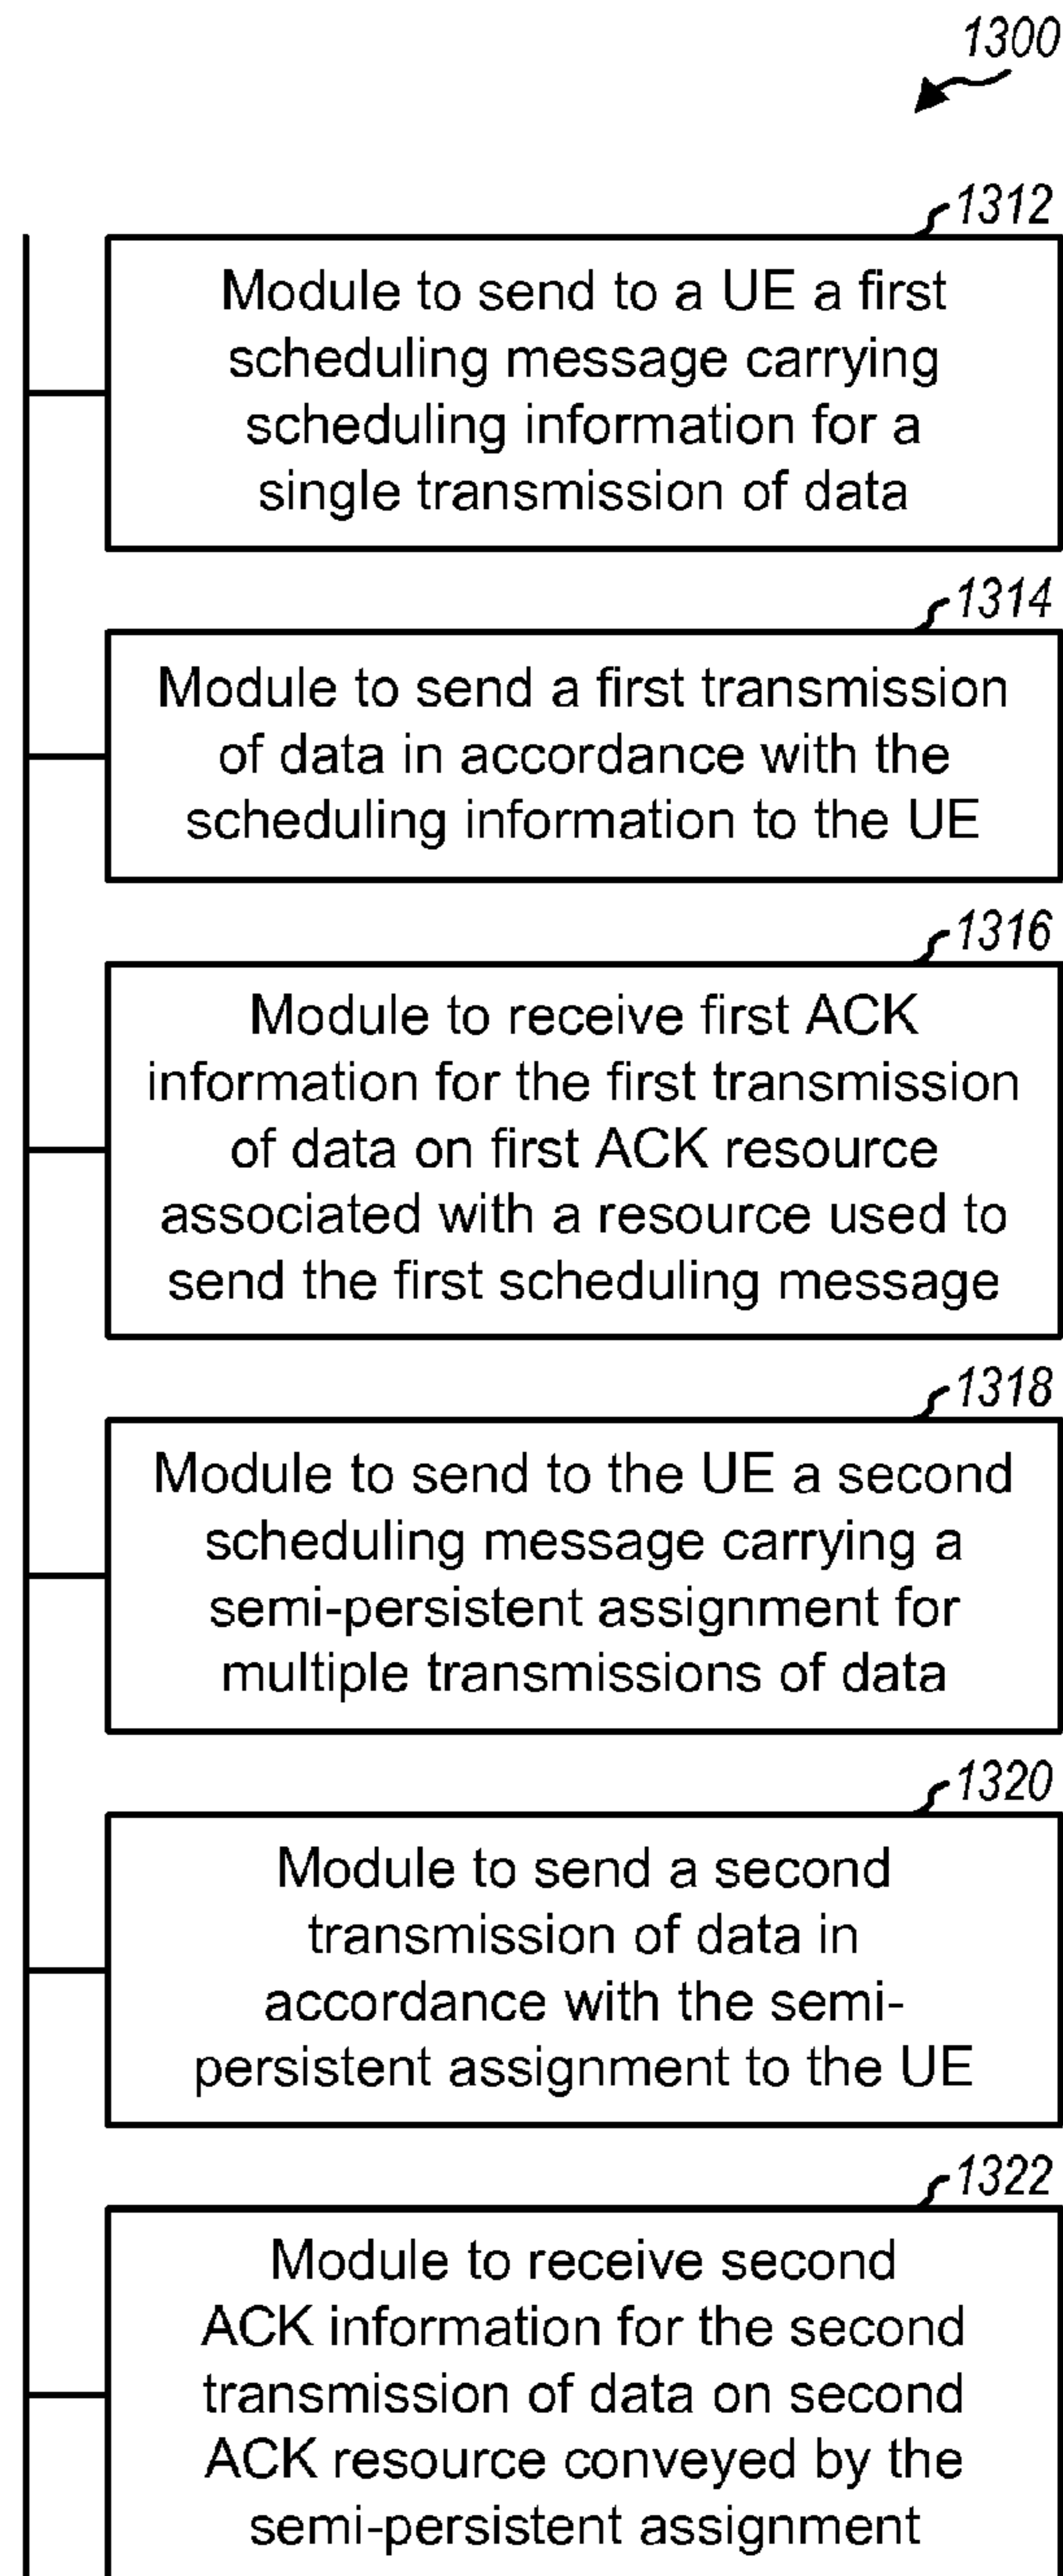 1300
1312
Module to send to a UE a first
scheduling message carrying
scheduling information for a
single transmission of data
1314
Module to send a first transmission
of data in accordance with the
scheduling information to the UE
1316
Module to receive first ACK
information for the first transmission
of data on first ACK resource
associated with a resource used to
send the first scheduling message
1318
Module to send to the UE a second
scheduling message carrying a
semi-persistent assignment for
multiple transmissions of data
1320
Module to send a second
transmission of data in
accordance with the semi-
persistent assignment to the UE
1322
Module to receive second
ACK information for the second
transmission of data on second
ACK resource conveyed by the
semi-persistent assignment